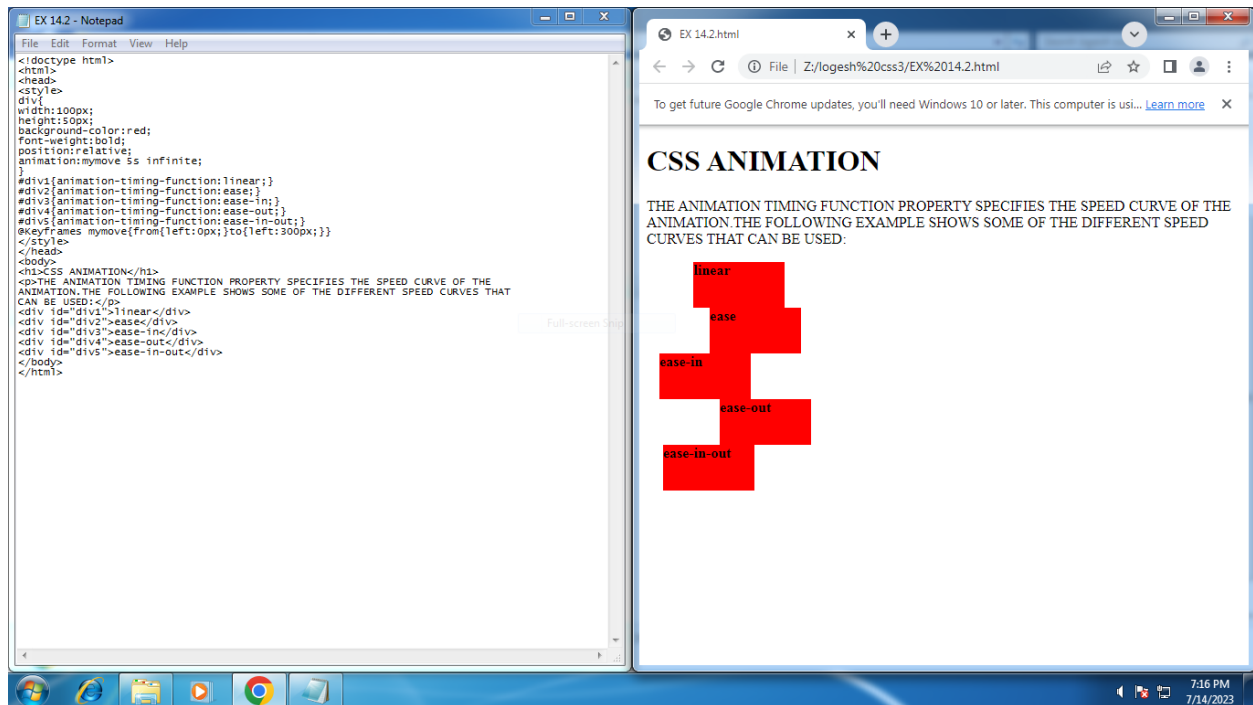 EX 14.2 - Notepad
File Edit Format View Help
<!doctype html>
<html>
<head>
<style>
div{
width:100px;
height:50px;
background-color:red;
font-weight:bold;
position:relative;
animation:mymove 5s infinite;
}
#div1{animation-timing-function:linear;}
#div2{animation-timing-function:ease;}
#div3{animation-timing-function:ease-in;}
#div4{animation-timing-function:ease-out;}
#div5{animation-timing-function:ease-in-out;}
@Keyframes mymove{from{left:0px;}to{left:300px;}}
</style>
</head>
<body>
<h1>CSS ANIMATION</h1>
<p>THE ANIMATION TIMING FUNCTION PROPERTY SPECIFIES THE SPEED CURVE OF THE
ANIMATION.THE FOLLOWING EXAMPLE SHOWS SOME OF THE DIFFERENT SPEED CURVES THAT
CAN BE USED:</p>
<div id="div1">linear</div>
<div id="div2">ease</div>
<div id="div3">ease-in</div>
<div id="div4">ease-out</div>
<div id="div5">ease-in-out</div>
</body>
</html>
Full-screen Snip
EX 14.2.html
File | Z:/logesh%20css3/EX%2014.2.html
To get future Google Chrome updates, you'll need Windows 10 or later. This computer is usi... Learn more
CSS ANIMATION
THE ANIMATION TIMING FUNCTION PROPERTY SPECIFIES THE SPEED CURVE OF THE
ANIMATION.THE FOLLOWING EXAMPLE SHOWS SOME OF THE DIFFERENT SPEED
CURVES THAT CAN BE USED:
linear
ease
ease-in
ease-out
ease-in-out
7:16 PM
7/14/2023